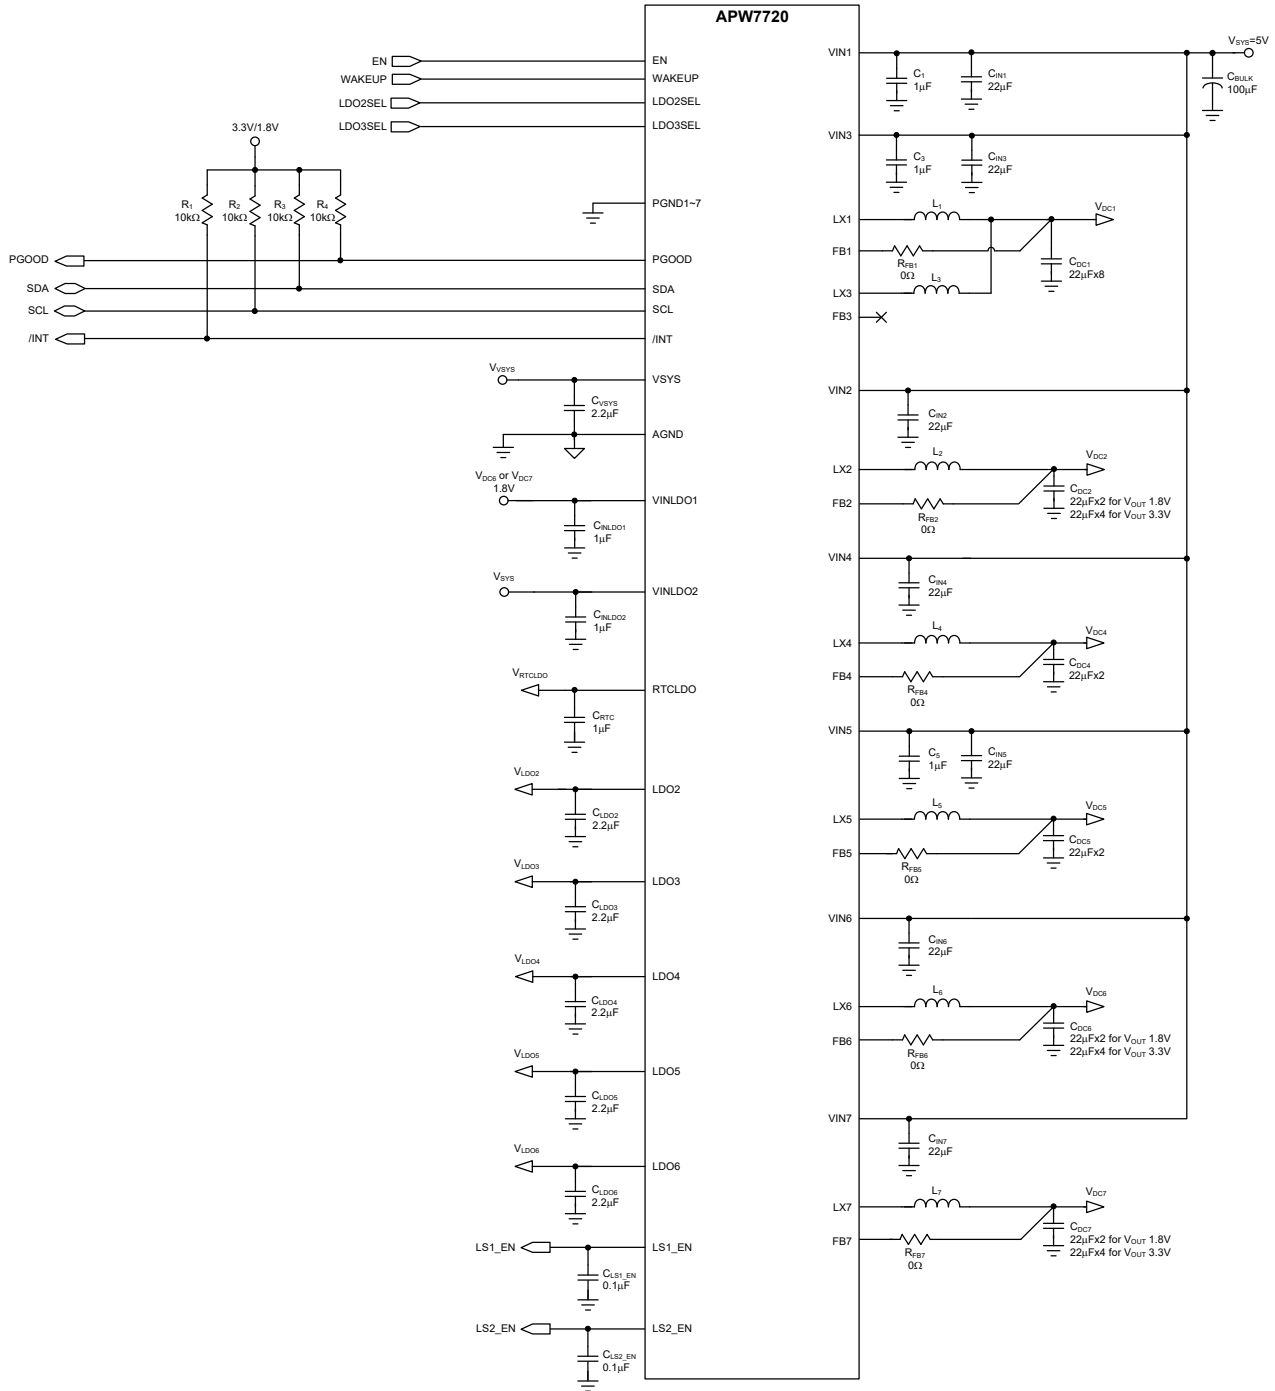 APW7720
EN
WAKEUP
LDO2SEL
LDO3SEL
3.3V/1.8V
R1
10kΩ
R2
10kΩ
R3
10kΩ
R4
10kΩ
PGOOD
SDA
SCL
/INT
EN
WAKEUP
LDO2SEL
LDO3SEL
PGND1~7
PGOOD
SDA
SCL
/INT
VVSYS
VSYS
CVSYS
2.2μF
AGND
VDC6 or VDC7
1.8V
VINLDO1
CINLDO1
1μF
VSYS
VINLDO2
CINLDO2
1μF
VRTCLDO
RTCLDO
CRTC
1μF
VLDO2
LDO2
CLDO2
2.2μF
VLDO3
LDO3
CLDO3
2.2μF
VLDO4
LDO4
CLDO4
2.2μF
VLDO5
LDO5
CLDO5
2.2μF
VLDO6
LDO6
CLDO6
2.2μF
LS1_EN
LS1_EN
CLS1_EN
0.1μF
LS2_EN
LS2_EN
CLS2_EN
0.1μF
VIN1
C1
1μF
CIN1
22μF
VSYS=5V
CBULK
100μF
VIN3
C3
1μF
CIN3
22μF
LX1
L1
VDC1
FB1
RFB1
0Ω
CDC1
22μFx8
LX3
L3
FB3
VIN2
CIN2
22μF
LX2
L2
VDC2
FB2
RFB2
0Ω
CDC2
22μFx2 for VOUT 1.8V
22μFx4 for VOUT 3.3V
VIN4
CIN4
22μF
LX4
L4
VDC4
FB4
RFB4
0Ω
CDC4
22μFx2
VIN5
C5
1μF
CIN5
22μF
LX5
L5
VDC5
FB5
RFB5
0Ω
CDC5
22μFx2
VIN6
CIN6
22μF
LX6
L6
VDC6
FB6
RFB6
0Ω
CDC6
22μFx2 for VOUT 1.8V
22μFx4 for VOUT 3.3V
VIN7
CIN7
22μF
LX7
L7
VDC7
FB7
RFB7
0Ω
CDC7
22μFx2 for VOUT 1.8V
22μFx4 for VOUT 3.3V